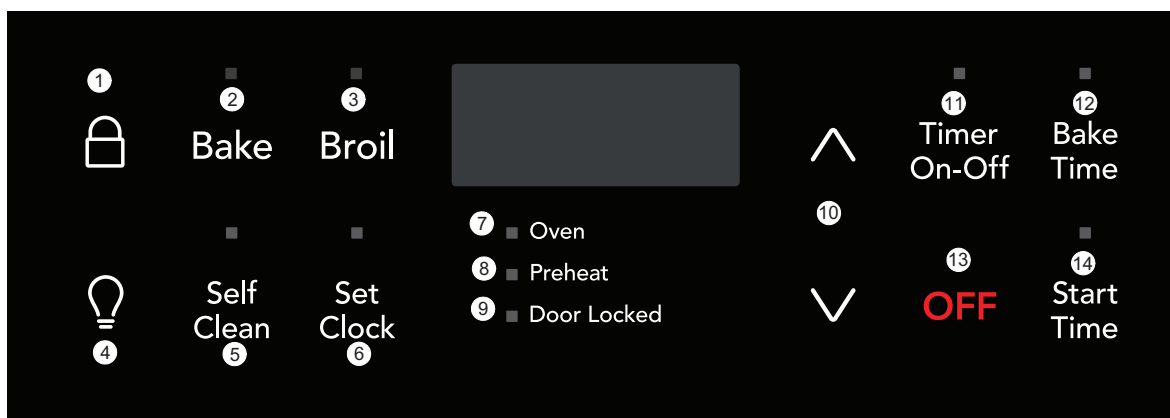 1
2
Bake
3
Broil
4
5
Self
Clean
6
Set
Clock
7
Oven
8
Preheat
9
Door Locked
10
11
Timer
On-Off
12
Bake
Time
13
OFF
14
Start
Time